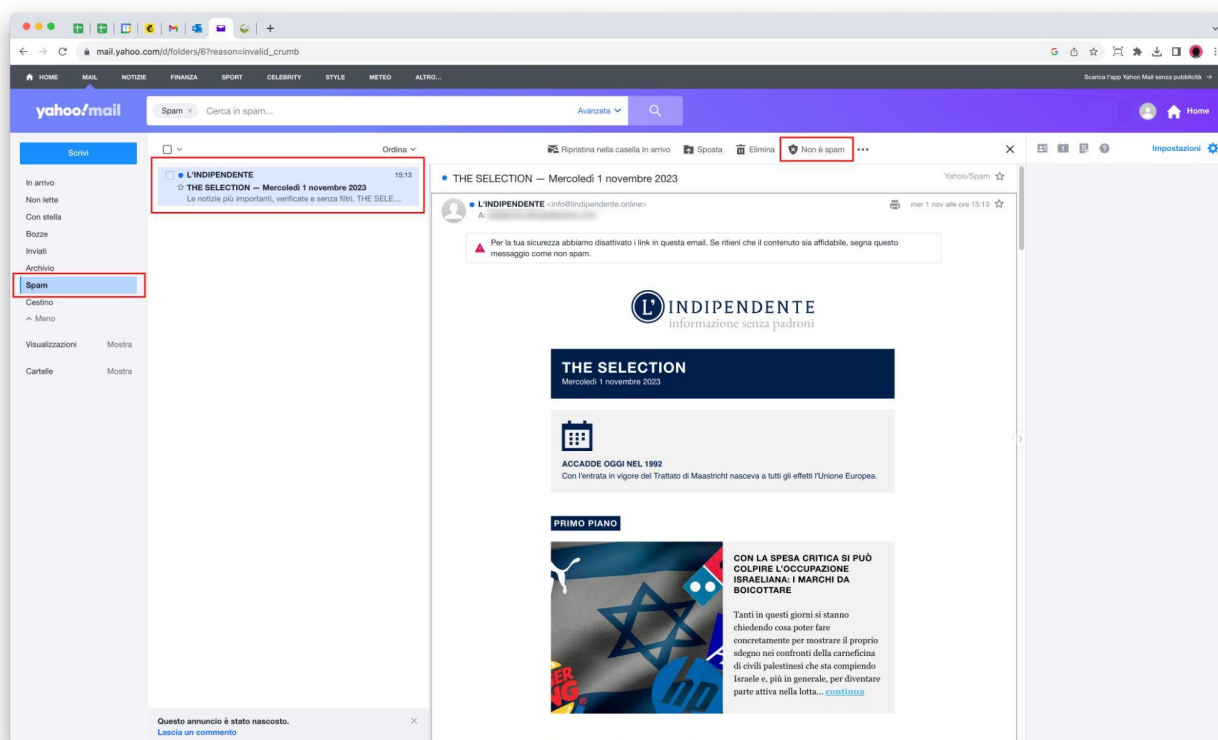 mail.yahoo.com/d/folders/6?reason=invalid_crumb
HOME MAIL NOTIZIE FINANZA SPORT CELEBRITY STYLE METEO ALTRO...
Scarica l'app Yahoo Mail senza pubblicità →
yahoo!mail
Spam × Cerca in spam...
Avanzata
Home
Scrivi
In arrivo
Non lette
Con stella
Bozze
Inviati
Archivio
Spam
Cestino
Meno
Visualizzazioni Mostra
Cartelle Mostra
Ordina
L'INDIPENDENTE 15:13
THE SELECTION — Mercoledì 1 novembre 2023
Le notizie più importanti, verificate e senza filtri. THE SELE...
Questo annuncio è stato nascosto.
Lascia un commento
Ripristina nella casella In arrivo Sposta Elimina Non è spam
Impostazioni
THE SELECTION — Mercoledì 1 novembre 2023
Yahoo/Spam
L'INDIPENDENTE <info@lindipendente.online>
mer 1 nov alle ore 15:13
A:
Per la tua sicurezza abbiamo disattivato i link in questa email. Se ritieni che il contenuto sia affidabile, segna questo
messaggio come non spam.
L'INDIPENDENTE
informazione senza padroni
THE SELECTION
Mercoledì 1 novembre 2023
ACCADDE OGGI NEL 1992
Con l'entrata in vigore del Trattato di Maastricht nasceva a tutti gli effetti l'Unione Europea.
PRIMO PIANO
CON LA SPESA CRITICA SI PUÒ
COLPIRE L'OCCUPAZIONE
ISRAELIANA: I MARCHI DA
BOICOTTARE
Tanti in questi giorni si stanno
chiedendo cosa poter fare
concretamente per mostrare il proprio
sdegno nei confronti della carneficina
di civili palestinesi che sta compiendo
Israele e, più in generale, per diventare
parte attiva nella lotta... continua
hp